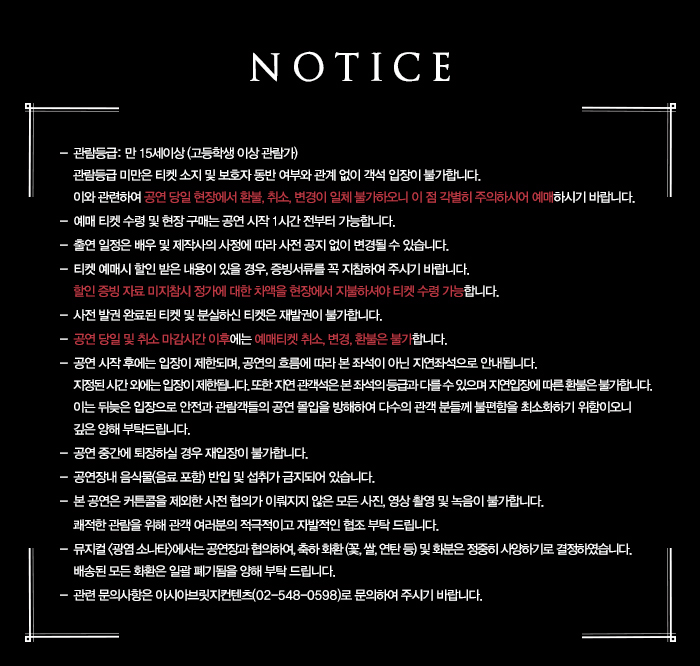 NOTICE
– 관람등급: 만 15세이상 (고등학생 이상 관람가)
관람등급 미만은 티켓 소지 및 보호자 동반 여부와 관계 없이 객석 입장이 불가합니다.
이와 관련하여 공연 당일 현장에서 환불, 취소, 변경이 일체 불가하오니 이 점 각별히 주의하시어 예매하시기 바랍니다.
– 예매 티켓 수령 및 현장 구매는 공연 시작 1시간 전부터 가능합니다.
– 출연 일정은 배우 및 제작사의 사정에 따라 사전 공지 없이 변경될 수 있습니다.
– 티켓 예매시 할인 받은 내용이 있을 경우, 증빙서류를 꼭 지참하여 주시기 바랍니다.
할인 증빙 자료 미지참시 정가에 대한 차액을 현장에서 지불하셔야 티켓 수령 가능합니다.
– 사전 발권 완료된 티켓 및 분실하신 티켓은 재발권이 불가합니다.
– 공연 당일 및 취소 마감시간 이후에는 예매티켓 취소, 변경, 환불은 불가합니다.
– 공연 시작 후에는 입장이 제한되며, 공연의 흐름에 따라 본 좌석이 아닌 지연좌석으로 안내됩니다.
지정된 시간 외에는 입장이 제한됩니다. 또한 지연 관객석은 본 좌석의 등급과 다를 수 있으며 지연입장에 따른 환불은 불가합니다.
이는 뒤늦은 입장으로 안전과 관람객들의 공연 몰입을 방해하여 다수의 관객 분들께 불편함을 최소화하기 위함이오니
깊은 양해 부탁드립니다.
– 공연 중간에 퇴장하실 경우 재입장이 불가합니다.
– 공연장내 음식물(음료 포함) 반입 및 섭취가 금지되어 있습니다.
– 본 공연은 커튼콜을 제외한 사전 협의가 이뤄지지 않은 모든 사진, 영상 촬영 및 녹음이 불가합니다.
쾌적한 관람을 위해 관객 여러분의 적극적이고 자발적인 협조 부탁 드립니다.
– 뮤지컬 〈광염 소나타〉에서는 공연장과 협의하여, 축하 화환 (꽃, 쌀, 연탄 등) 및 화분은 정중히 사양하기로 결정하였습니다.
배송된 모든 화환은 일괄 폐기됨을 양해 부탁 드립니다.
– 관련 문의사항은 아시아브릿지컨텐츠(02-548-0598)로 문의하여 주시기 바랍니다.